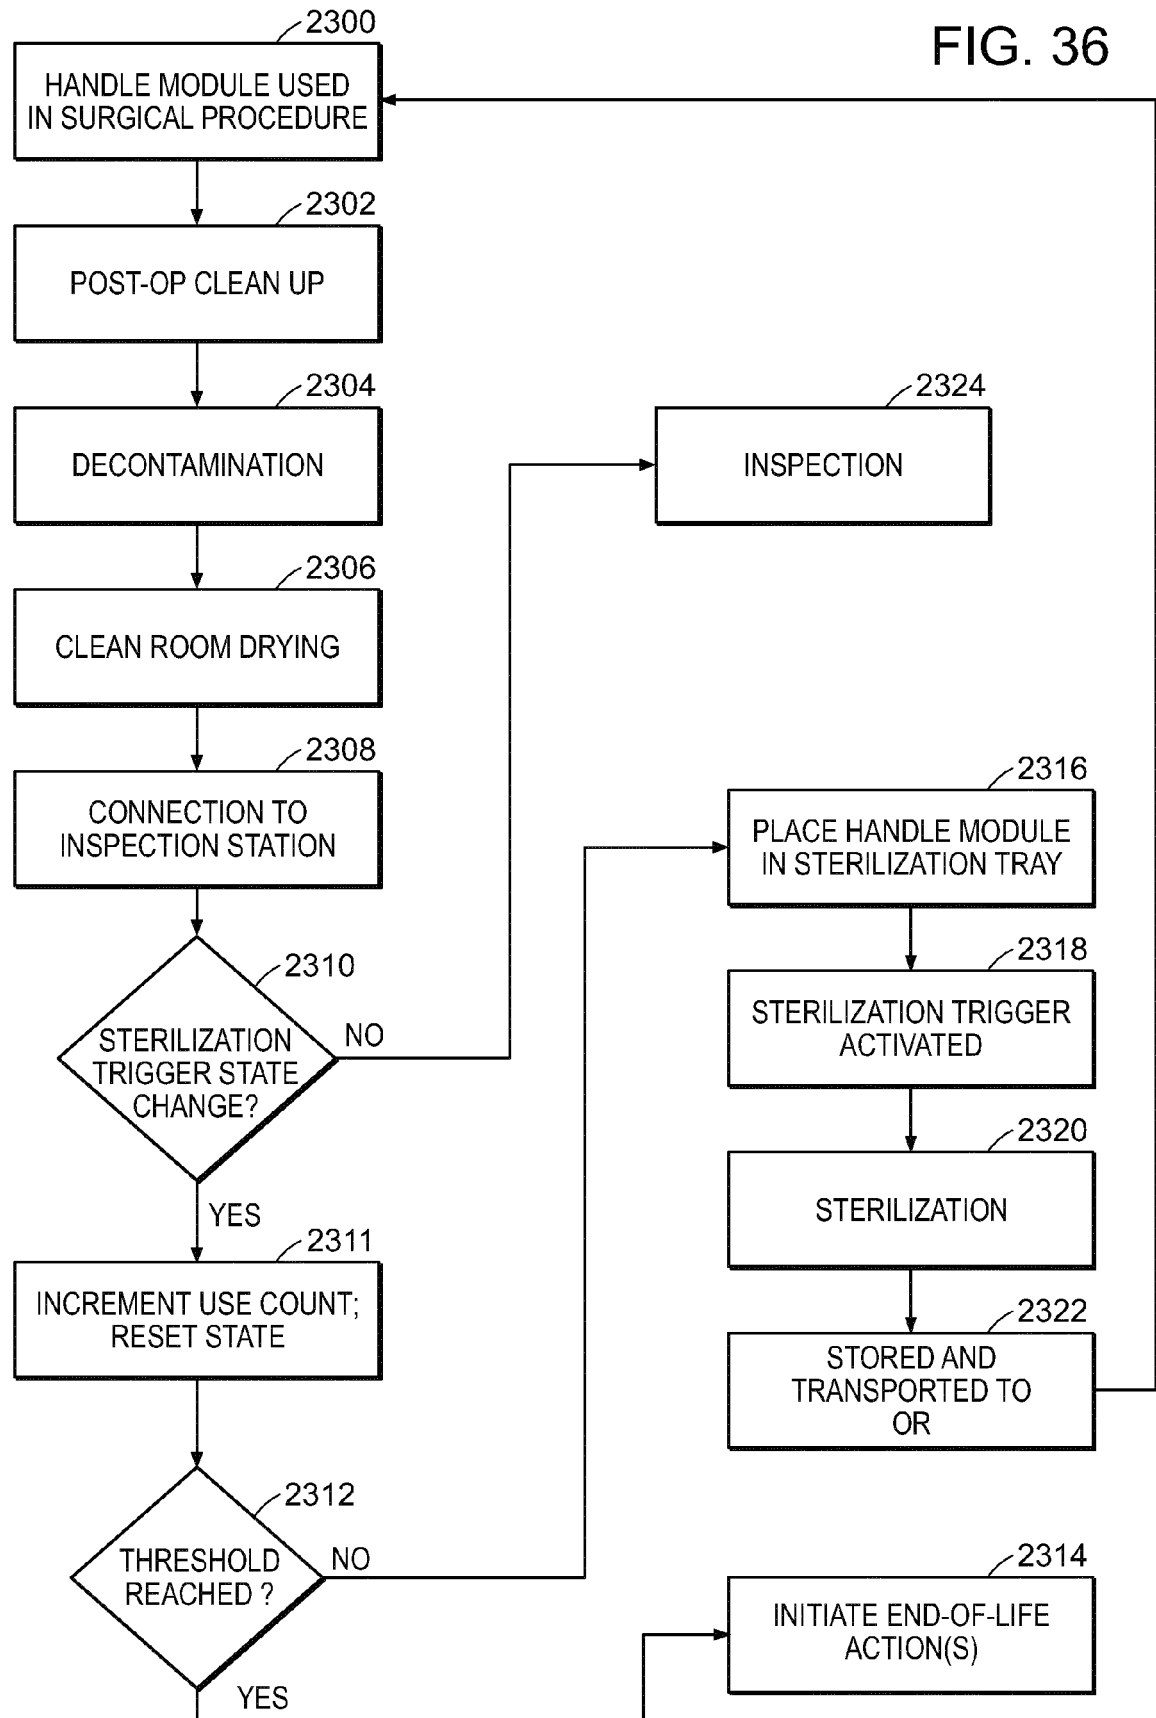 FIG. 36
2300
HANDLE MODULE USED
IN SURGICAL PROCEDURE
2302
POST-OP CLEAN UP
2304
DECONTAMINATION
2306
CLEAN ROOM DRYING
2308
CONNECTION TO
INSPECTION STATION
2310
STERILIZATION
TRIGGER STATE
CHANGE?
NO
YES
2324
INSPECTION
2311
INCREMENT USE COUNT;
RESET STATE
2312
THRESHOLD
REACHED ?
NO
YES
2316
PLACE HANDLE MODULE
IN STERILIZATION TRAY
2318
STERILIZATION TRIGGER
ACTIVATED
2320
STERILIZATION
2322
STORED AND
TRANSPORTED TO
OR
2314
INITIATE END-OF-LIFE
ACTION(S)